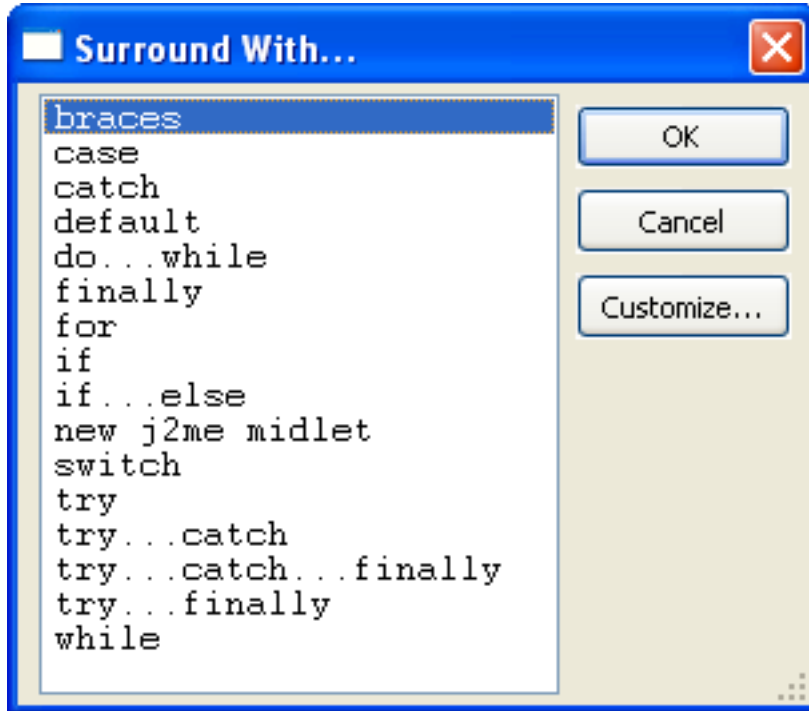 Surround With...
braces
case
catch
default
do...while
finally
for
if
if...else
new j2me midlet
switch
try
try...catch
try...catch...finally
try...finally
while
OK
Cancel
Customize...